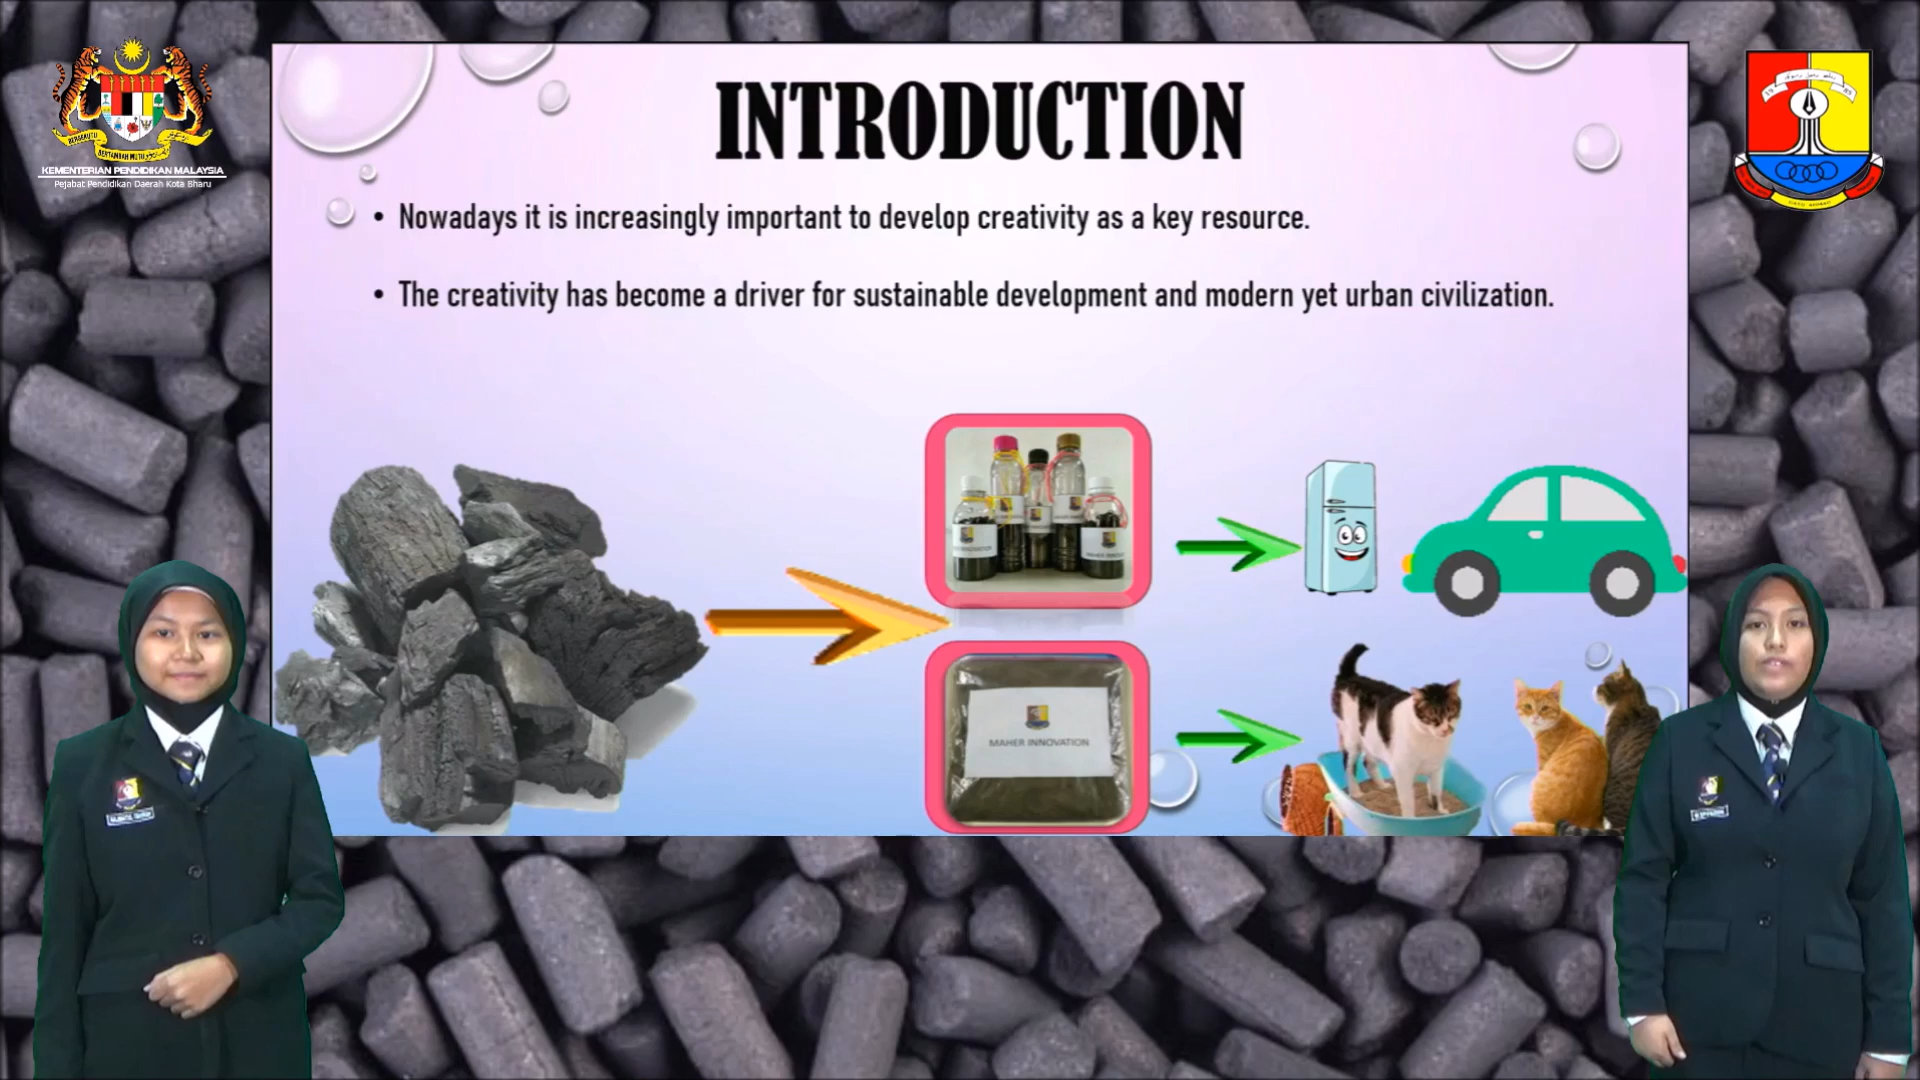 KEMENTERIAN PENDIDIKAN MALAYSIA
Pejabat Pendidikan Daerah Kota Bharu
INTRODUCTION
• Nowadays it is increasingly important to develop creativity as a key resource.
• The creativity has become a driver for sustainable development and modern yet urban civilization.
MAHER INNOVATION